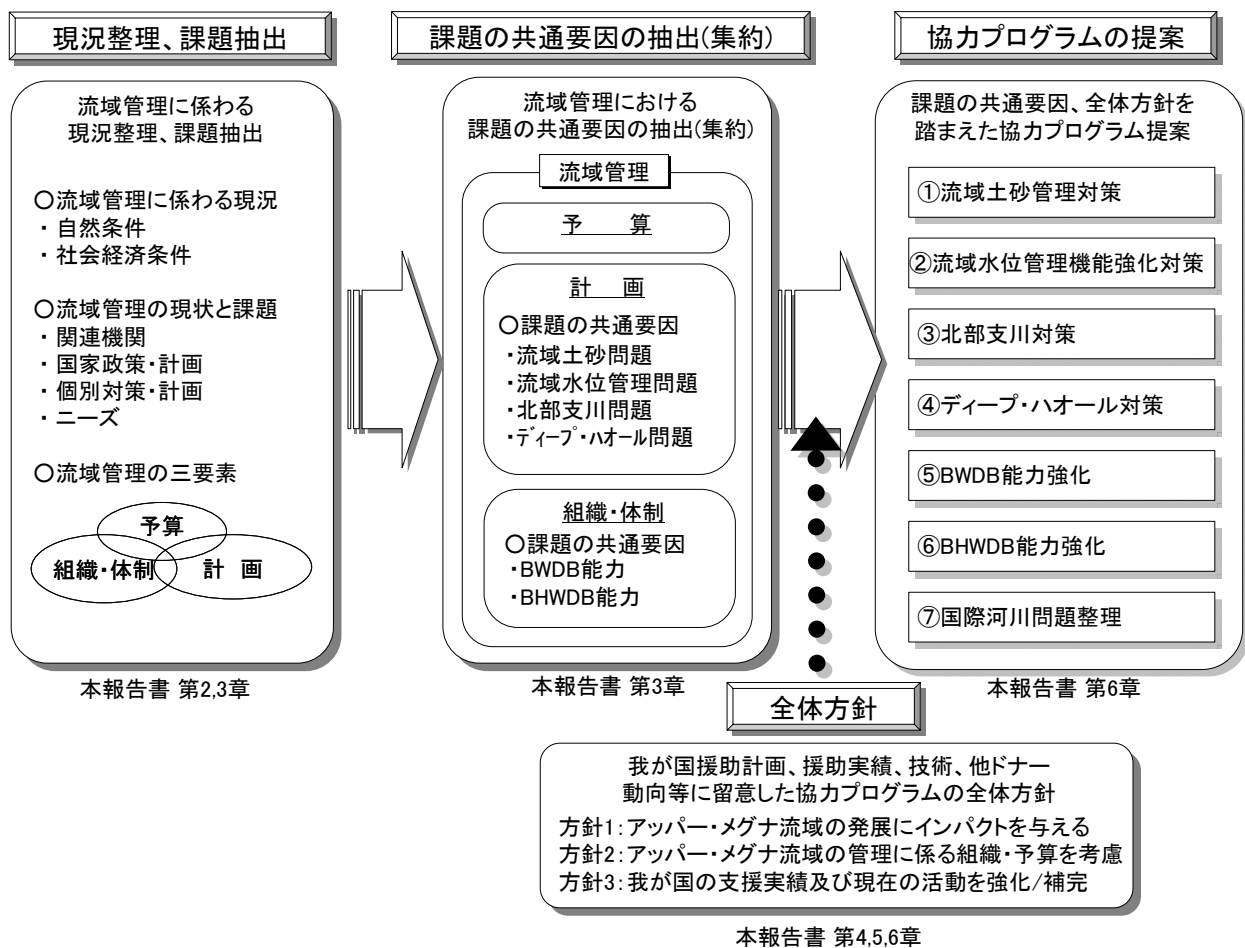 現況整理、課題抽出
流域管理に係わる
現況整理、課題抽出
○流域管理に係わる現況
・ 自然条件
・ 社会経済条件
○流域管理の現状と課題
・ 関連機関
・ 国家政策・計画
・ 個別対策・計画
・ ニーズ
○流域管理の三要素
予算
組織・体制
計 画
本報告書 第2,3章
課題の共通要因の抽出(集約)
流域管理における
課題の共通要因の抽出(集約)
流域管理
予 算
計 画
○課題の共通要因
・流域土砂問題
・流域水位管理問題
・北部支川問題
・ディープ・ハオール問題
組織・体制
○課題の共通要因
・BWDB能力
・BHWDB能力
本報告書 第3章
協力プログラムの提案
課題の共通要因、全体方針を
踏まえた協力プログラム提案
①流域土砂管理対策
②流域水位管理機能強化対策
③北部支川対策
④ディープ・ハオール対策
⑤BWDB能力強化
⑥BHWDB能力強化
⑦国際河川問題整理
本報告書 第6章
全体方針
我が国援助計画、援助実績、技術、他ドナー
動向等に留意した協力プログラムの全体方針
方針1：アッパー・メグナ流域の発展にインパクトを与える
方針2：アッパー・メグナ流域の管理に係る組織・予算を考慮
方針3：我が国の支援実績及び現在の活動を強化/補完
本報告書 第4,5,6章